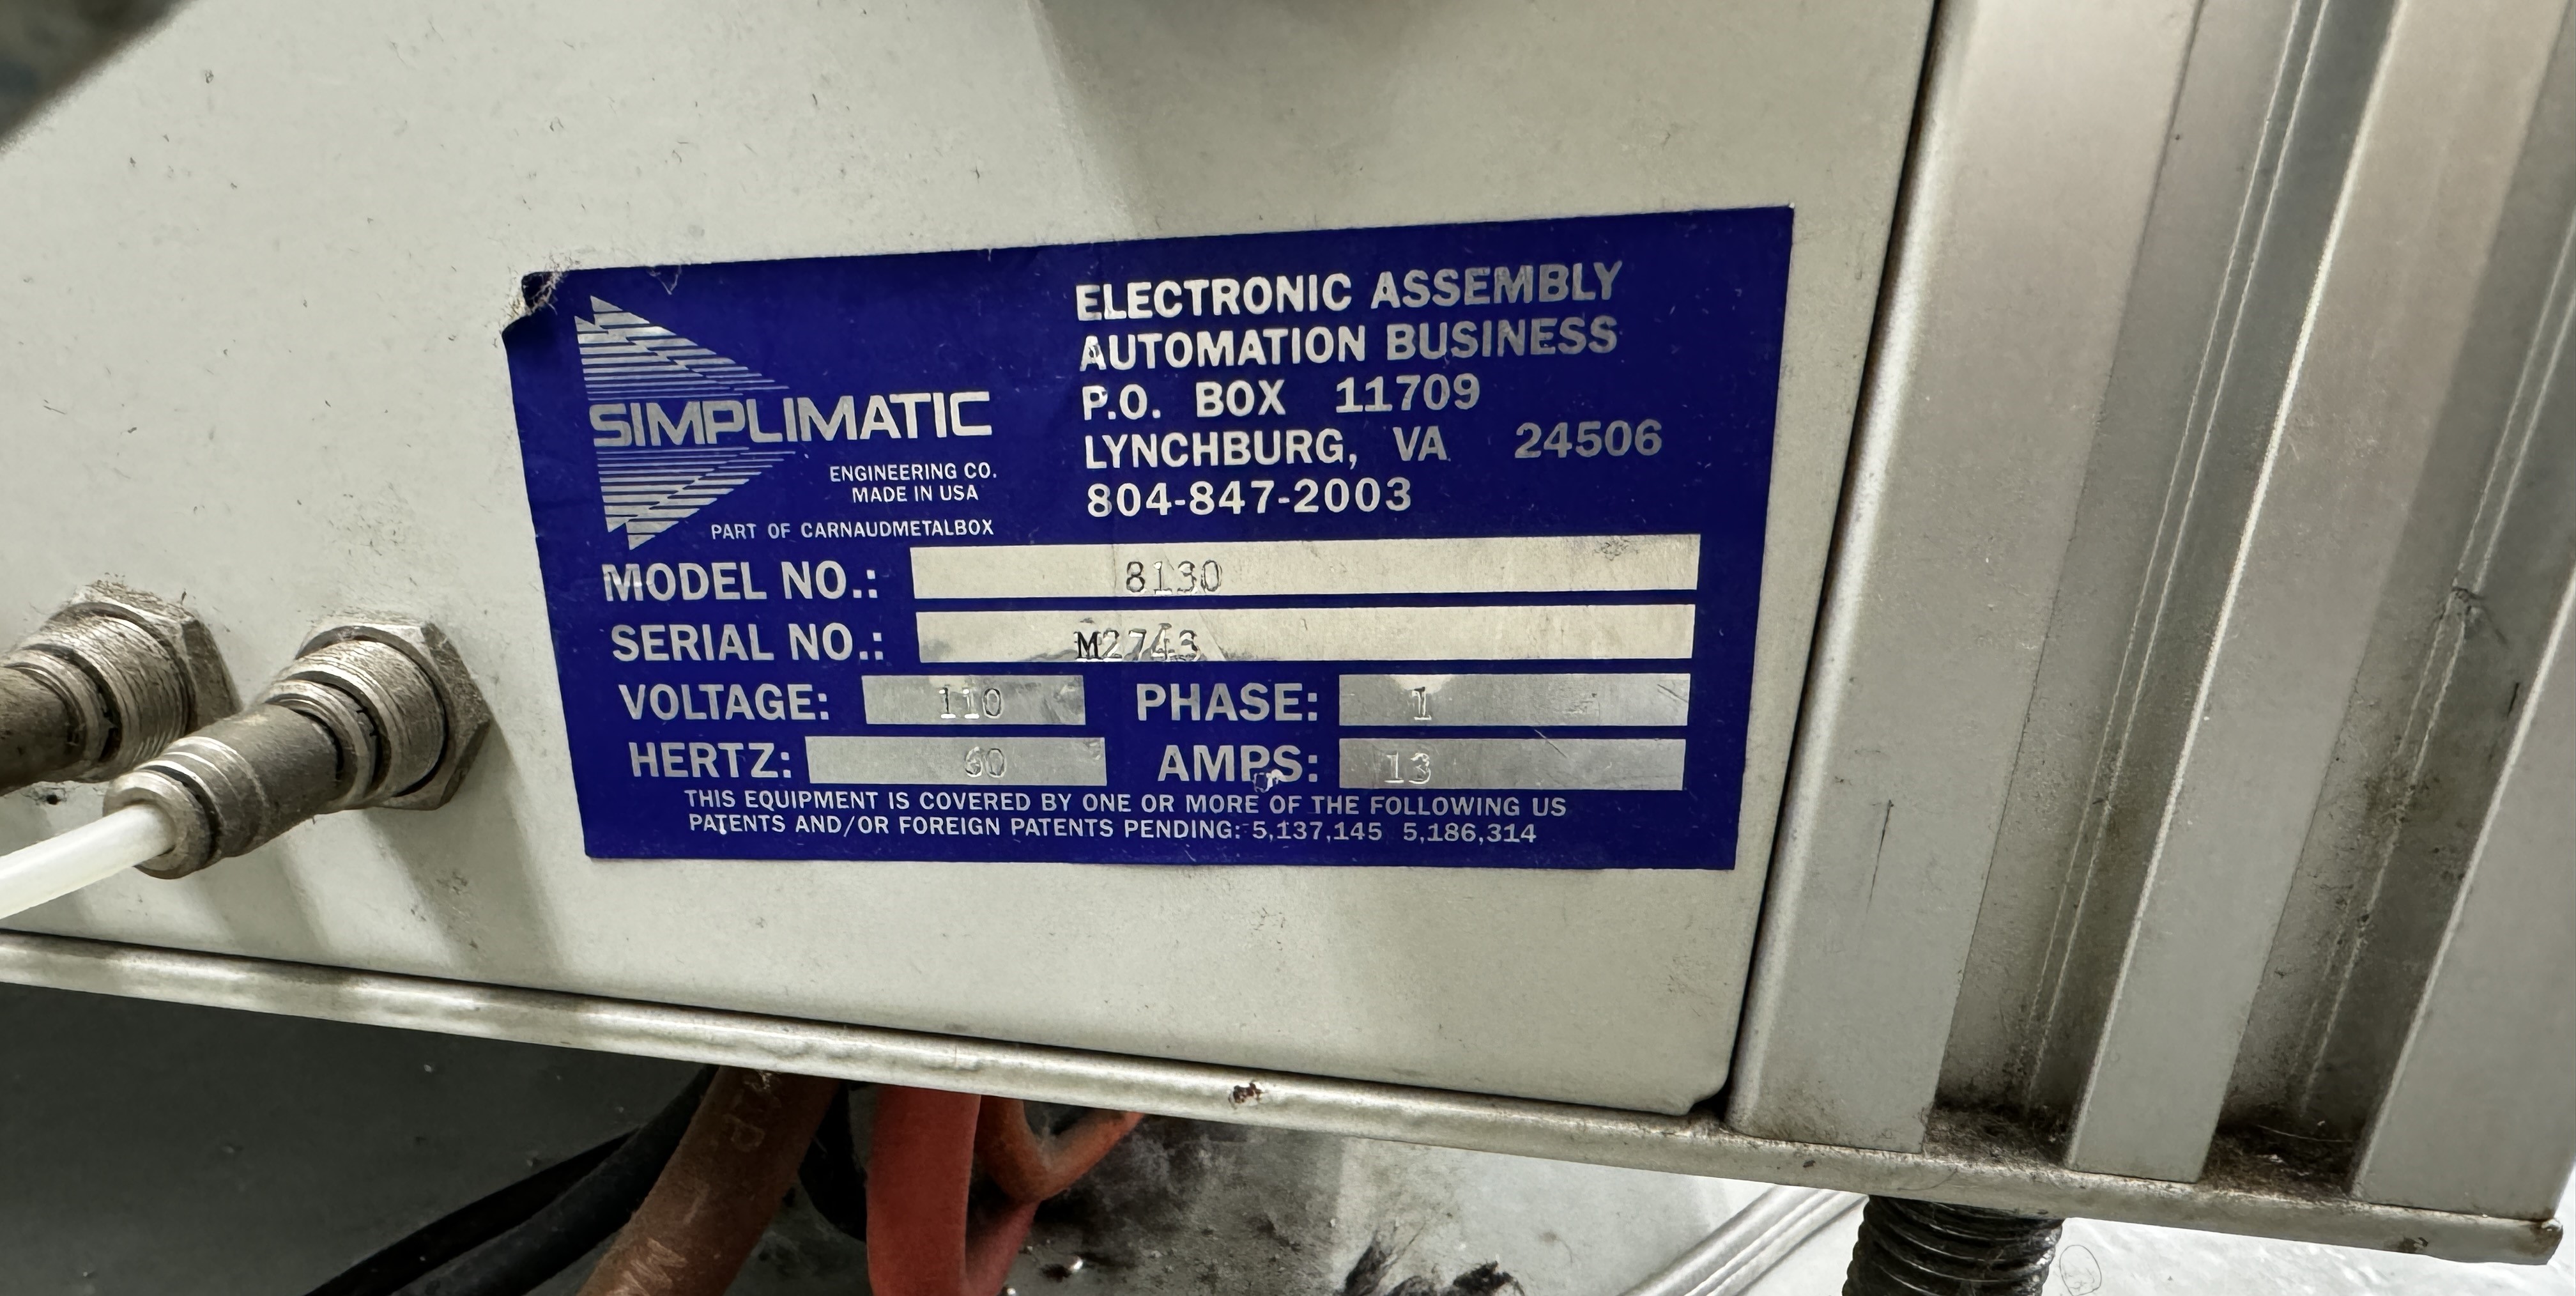 ELECTRONIC ASSEMBLY
AUTOMATION BUSINESS
P.O. BOX 11709
LYNCHBURG, VA 24506
804-847-2003
SIMPLIMATIC
ENGINEERING CO.
MADE IN USA
PART OF CARNAUDMETALBOX
MODEL NO.: 8130
SERIAL NO.: M2743
VOLTAGE: 110 PHASE: 1
HERTZ: 60 AMPS: 13
THIS EQUIPMENT IS COVERED BY ONE OR MORE OF THE FOLLOWING US
PATENTS AND/OR FOREIGN PATENTS PENDING: 5,137,145 5,186,314